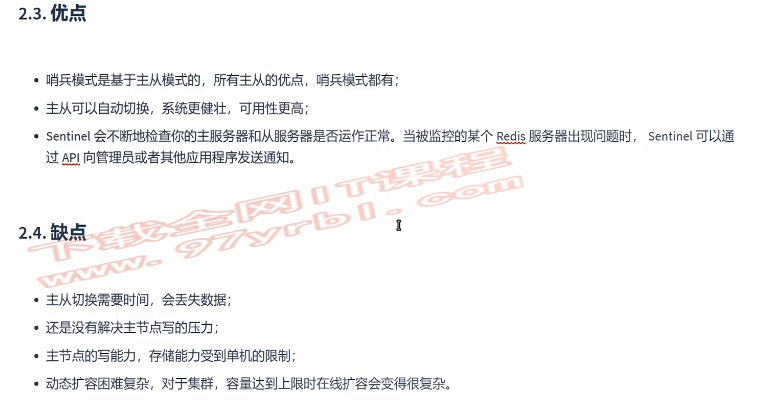 2.3. 优点
• 哨兵模式是基于主从模式的，所有主从的优点，哨兵模式都有；
• 主从可以自动切换，系统更健壮，可用性更高；
• Sentinel 会不断地检查你的主服务器和从服务器是否运作正常。当被监控的某个 Redis 服务器出现问题时， Sentinel 可以通
过 API 向管理员或者其他应用程序发送通知。
下载全网IT课程
www.97yrbl.com
2.4. 缺点
• 主从切换需要时间，会丢失数据；
• 还是没有解决主节点写的压力；
• 主节点的写能力，存储能力受到单机的限制；
• 动态扩容困难复杂，对于集群，容量达到上限时在线扩容会变得很复杂。